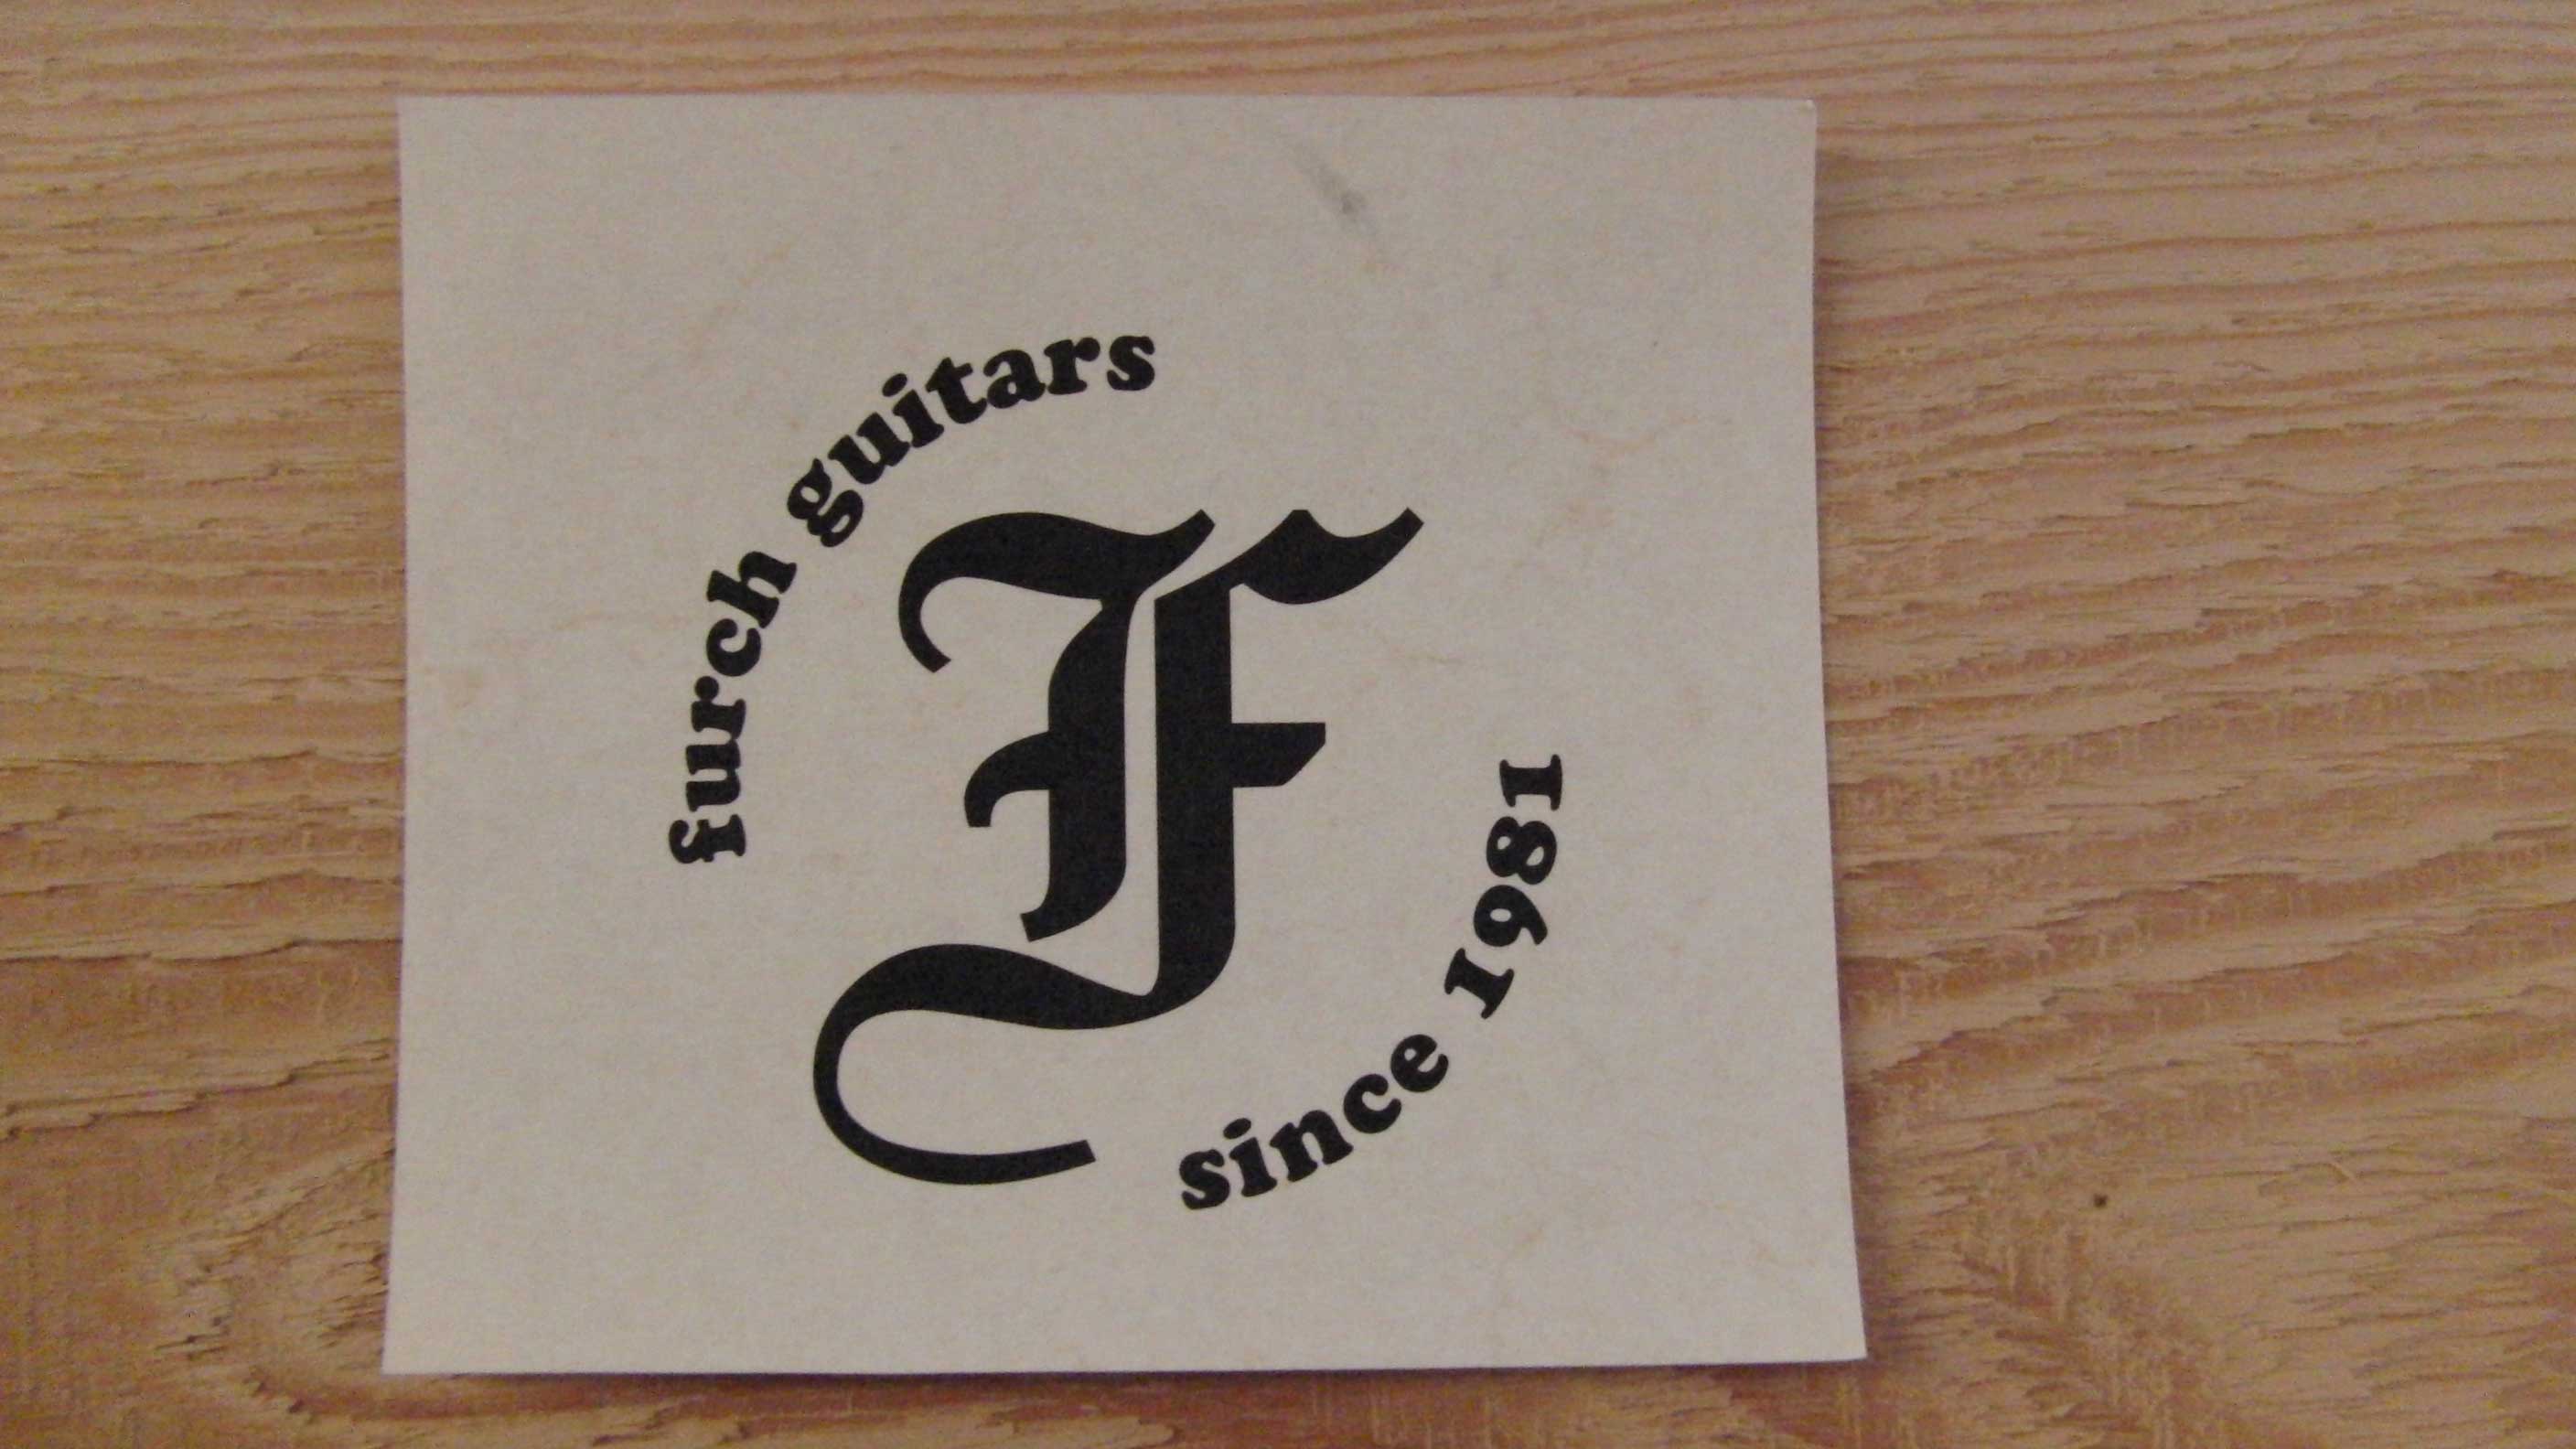 furch guitars
F
since 1981